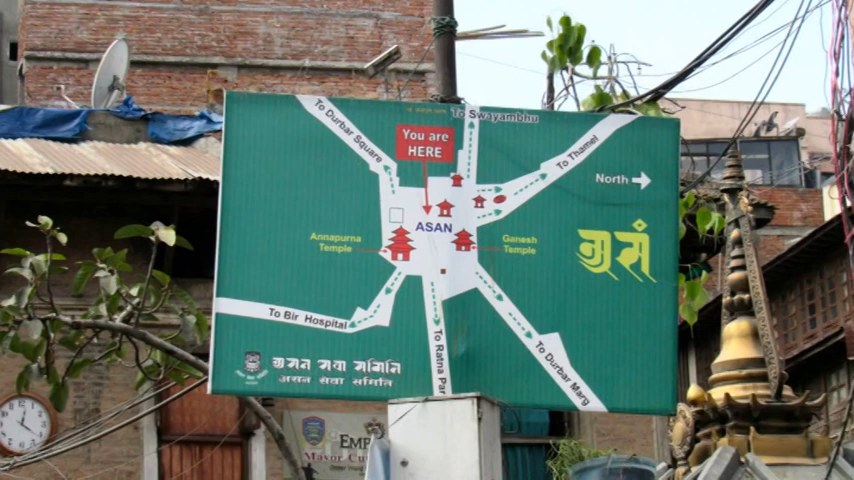 To Swayambhu
To Durbar Square
You are
HERE
To Thamel
North
ASAN
Annapurna
Temple
Ganesh
Temple
To Bir Hospital
To Ratna Par
To Durbar Marg
असन सेवा समिति
EMP
Mayor Cu